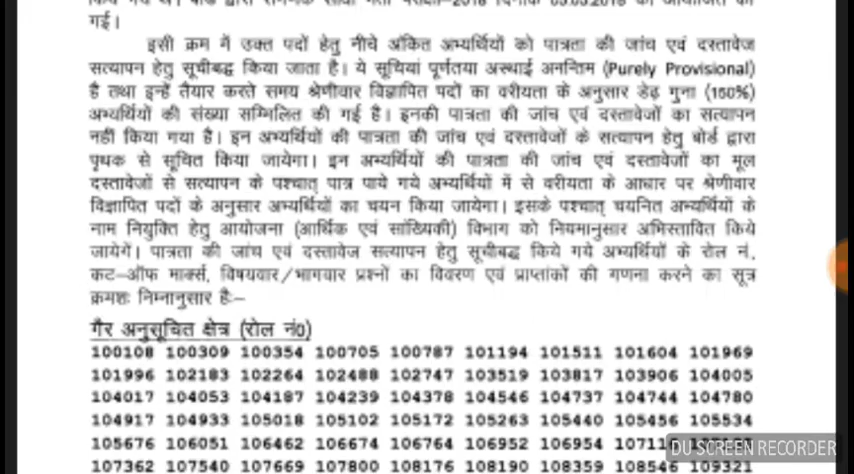 गई।
इसी क्रम में उक्त पदों हेतु नीचे अंकित अभ्यर्थियों को पात्रता की जांच एवं दस्तावेज
सत्यापन हेतु सूचीबद्ध किया जाता है। ये सूचियां पूर्णतया अस्थाई अनन्तिम (Purely Provisional)
है तथा इन्हें तैयार करते समय श्रेणीवार विज्ञापित पदों का वरीयता के अनुसार डेढ़ गुना (150%)
अभ्यर्थियों की संख्या सम्मिलित की गई है। इनकी पात्रता की जांच एवं दस्तावेजों का सत्यापन
नहीं किया गया है। इन अभ्यर्थियों की पात्रता की जांच एवं दस्तावेजों के सत्यापन हेतु बोर्ड द्वारा
पृथक से सूचित किया जायेगा। इन अभ्यर्थियों की पात्रता की जांच एवं दस्तावेजों का मूल
दस्तावेजों से सत्यापन के पश्चात् पात्र पाये गये अभ्यर्थियों में से वरीयता के आधार पर श्रेणीवार
विज्ञापित पदों के अनुसार अभ्यर्थियों का चयन किया जायेगा। इसके पश्चात् चयनित अभ्यर्थियों के
नाम नियुक्ति हेतु आयोजना (आर्थिक एवं सांख्यिकी) विभाग को नियमानुसार अभिस्तावित किये
जायेगें। पात्रता की जांच एवं दस्तावेज सत्यापन हेतु सूचीबद्ध किये गये अभ्यर्थियों के रोल नं.
कट–ऑफ मार्क्स, विषयवार/भागवार प्रश्नों का विवरण एवं प्राप्तांकों की गणना करने का सूत्र
क्रमशः निम्नानुसार हैः–
गैर अनुसूचित क्षेत्र (रोल नं0)
100108 100309 100354 100705 100787 101194 101511 101604 101969
101996 102183 102264 102488 102747 103519 103817 103906 104005
104017 104053 104187 104239 104378 104546 104737 104744 104780
104917 104933 105018 105102 105172 105263 105440 105456 105534
105676 106051 106462 106674 106764 106952 106954
DU SCREEN RECORDER
107362 107540 107669 107800 108176 108190 108359 108546 109321